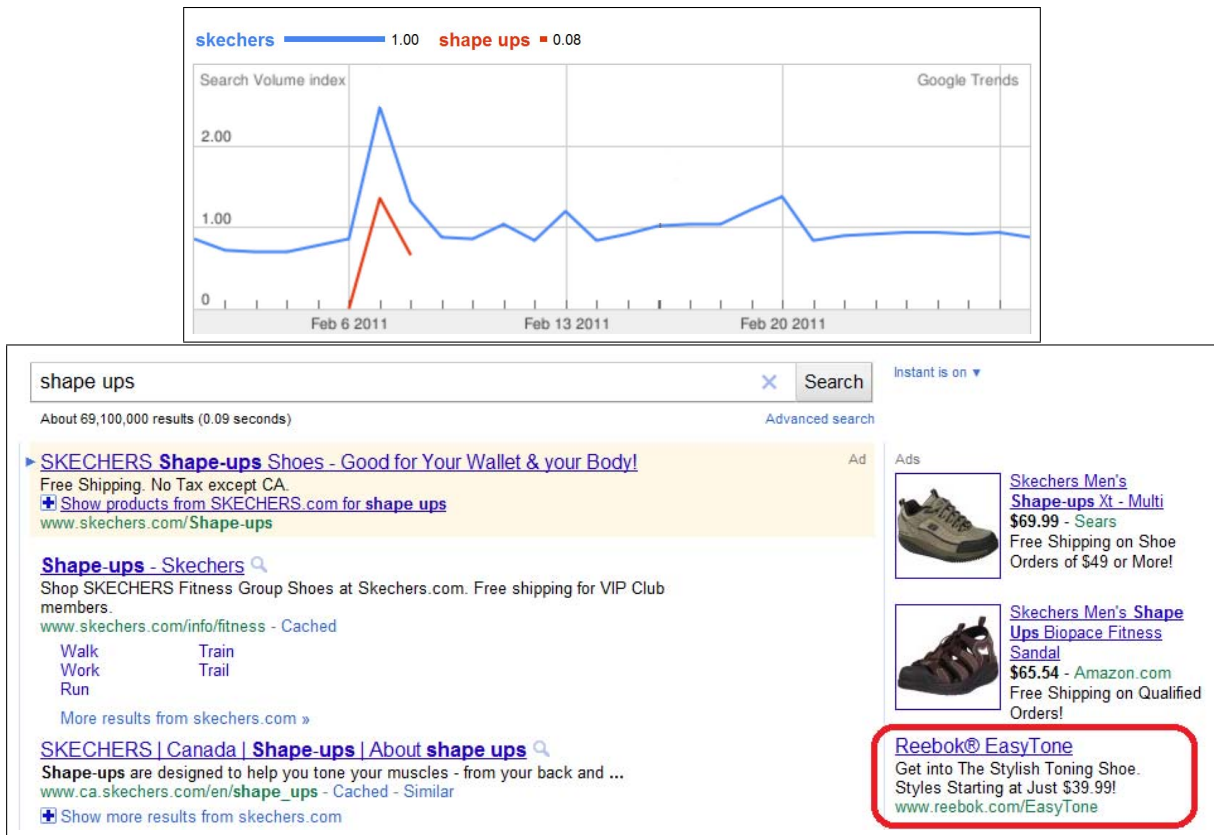 skechers 1.00 shape ups 0.08
Search Volume index Google Trends
2.00
1.00
0
Feb 6 2011 Feb 13 2011 Feb 20 2011
shape ups × Search
About 69,100,000 results (0.09 seconds) Advanced search
SKECHERS Shape-ups Shoes - Good for Your Wallet & your Body! Ad
Free Shipping. No Tax except CA.
Show products from SKECHERS.com for shape ups
www.skechers.com/Shape-ups
Shape-ups - Skechers
Shop SKECHERS Fitness Group Shoes at Skechers.com. Free shipping for VIP Club
members.
www.skechers.com/info/fitness - Cached
Walk Train
Work Trail
Run
More results from skechers.com »
SKECHERS | Canada | Shape-ups | About shape ups
Shape-ups are designed to help you tone your muscles - from your back and ...
www.ca.skechers.com/en/shape_ups - Cached - Similar
Show more results from skechers.com
Instant is on ▼
Ads
Skechers Men's
Shape-ups Xt - Multi
$69.99 - Sears
Free Shipping on Shoe
Orders of $49 or More!
Skechers Men's Shape
Ups Biopace Fitness
Sandal
$65.54 - Amazon.com
Free Shipping on Qualified
Orders!
Reebok® EasyTone
Get into The Stylish Toning Shoe.
Styles Starting at Just $39.99!
www.reebok.com/EasyTone